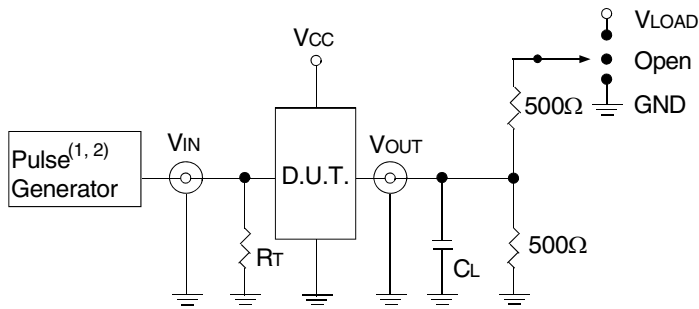 VLOAD
VCC
Open
500Ω
GND
VIN
VOUT
Pulse(1, 2)
Generator
D.U.T.
RT
CL
500Ω